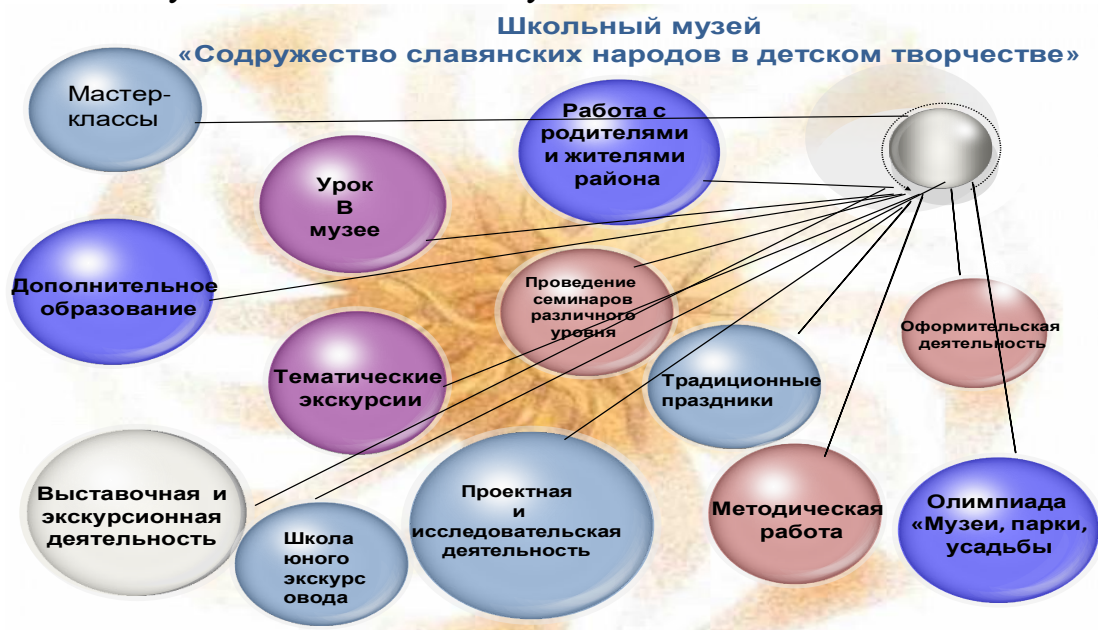 Школьный музей
«Содружество славянских народов в детском творчестве»
Мастер-
классы
Работа с
родителями
и жителями
района
Урок
В
музее
Дополнительное
образование
Проведение
семинаров
различного
уровня
Оформительская
деятельность
Тематические
экскурсии
Традиционные
праздники
Выставочная и
экскурсионная
деятельность
Школа
юного
экскурс
овода
Проектная
и
исследовательская
деятельность
Методическая
работа
Олимпиада
«Музеи, парки,
усадьбы